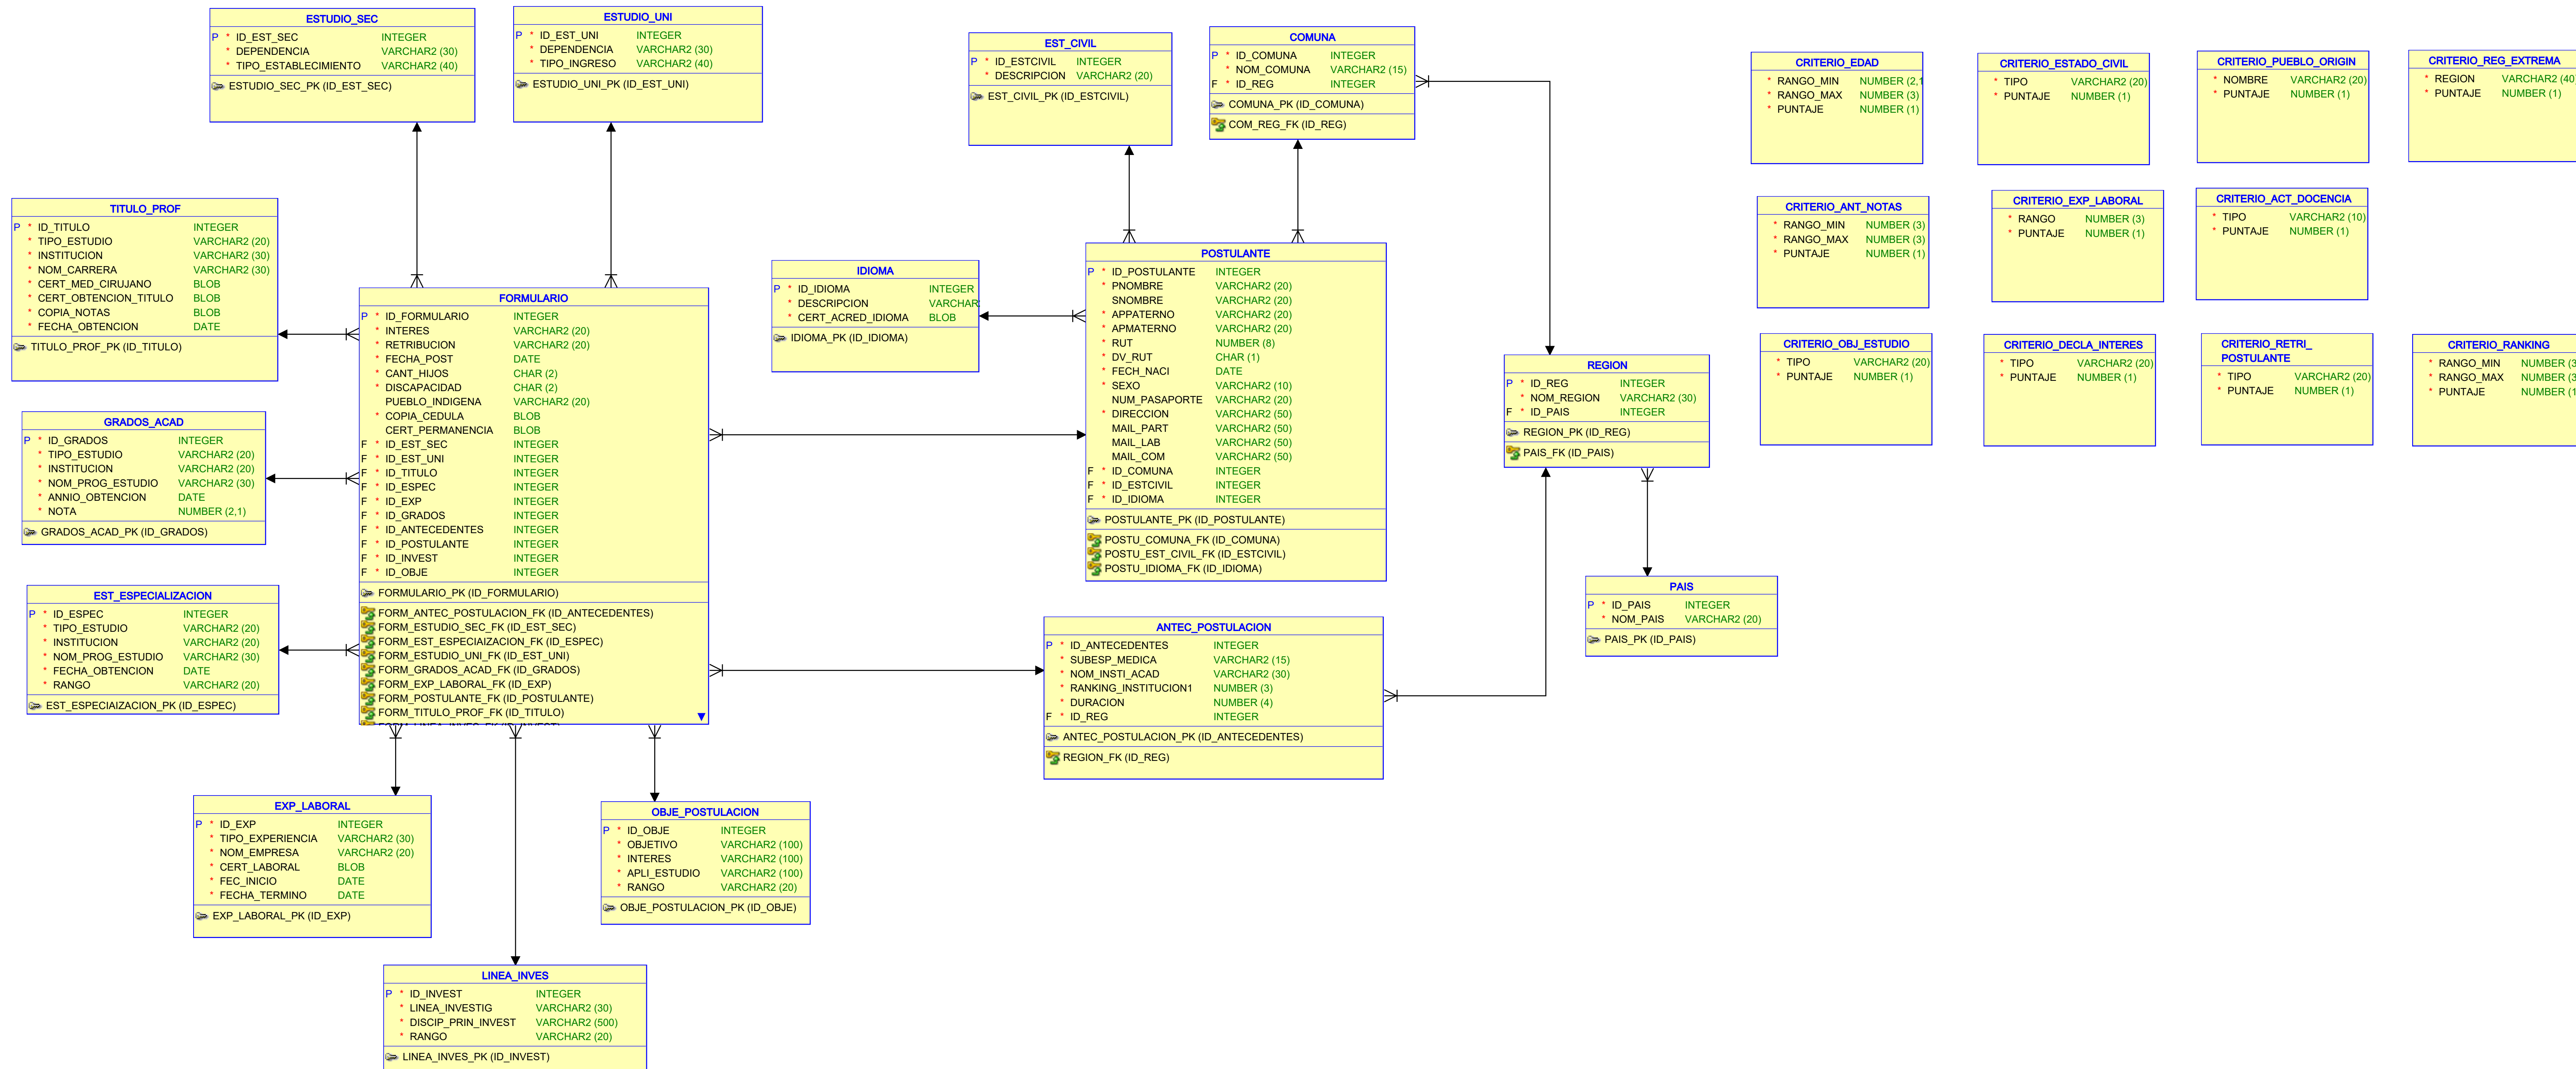 ESTUDIO_SEC
P * ID_EST_SEC INTEGER
* DEPENDENCIA VARCHAR2 (30)
* TIPO_ESTABLECIMIENTO VARCHAR2 (40)
ESTUDIO_SEC_PK (ID_EST_SEC)
ESTUDIO_UNI
P * ID_EST_UNI INTEGER
* DEPENDENCIA VARCHAR2 (30)
* TIPO_INGRESO VARCHAR2 (40)
ESTUDIO_UNI_PK (ID_EST_UNI)
EST_CIVIL
P * ID_ESTCIVIL INTEGER
* DESCRIPCION VARCHAR2 (20)
EST_CIVIL_PK (ID_ESTCIVIL)
COMUNA
P * ID_COMUNA INTEGER
* NOM_COMUNA VARCHAR2 (15)
F * ID_REG INTEGER
COMUNA_PK (ID_COMUNA)
COM_REG_FK (ID_REG)
CRITERIO_EDAD
* RANGO_MIN NUMBER (2,1
* RANGO_MAX NUMBER (3)
* PUNTAJE NUMBER (1)
CRITERIO_ESTADO_CIVIL
* TIPO VARCHAR2 (20)
* PUNTAJE NUMBER (1)
CRITERIO_PUEBLO_ORIGIN
* NOMBRE VARCHAR2 (20)
* PUNTAJE NUMBER (1)
CRITERIO_REG_EXTREMA
* REGION VARCHAR2 (40)
* PUNTAJE NUMBER (1)
TITULO_PROF
P * ID_TITULO INTEGER
* TIPO_ESTUDIO VARCHAR2 (20)
* INSTITUCION VARCHAR2 (30)
* NOM_CARRERA VARCHAR2 (30)
* CERT_MED_CIRUJANO BLOB
* CERT_OBTENCION_TITULO BLOB
* COPIA_NOTAS BLOB
* FECHA_OBTENCION DATE
TITULO_PROF_PK (ID_TITULO)
CRITERIO_ANT_NOTAS
* RANGO_MIN NUMBER (3)
* RANGO_MAX NUMBER (3)
* PUNTAJE NUMBER (1)
CRITERIO_EXP_LABORAL
* RANGO NUMBER (3)
* PUNTAJE NUMBER (1)
CRITERIO_ACT_DOCENCIA
* TIPO VARCHAR2 (10)
* PUNTAJE NUMBER (1)
FORMULARIO
P * ID_FORMULARIO INTEGER
* INTERES VARCHAR2 (20)
* RETRIBUCION VARCHAR2 (20)
* FECHA_POST DATE
* CANT_HIJOS CHAR (2)
* DISCAPACIDAD CHAR (2)
PUEBLO_INDIGENA VARCHAR2 (20)
* COPIA_CEDULA BLOB
CERT_PERMANENCIA BLOB
F * ID_EST_SEC INTEGER
F * ID_EST_UNI INTEGER
F * ID_TITULO INTEGER
F * ID_ESPEC INTEGER
F * ID_EXP INTEGER
F * ID_GRADOS INTEGER
F * ID_ANTECEDENTES INTEGER
F * ID_POSTULANTE INTEGER
F * ID_INVEST INTEGER
F * ID_OBJE INTEGER
FORMULARIO_PK (ID_FORMULARIO)
FORM_ANTEC_POSTULACION_FK (ID_ANTECEDENTES)
FORM_ESTUDIO_SEC_FK (ID_EST_SEC)
FORM_EST_ESPECIAIZACION_FK (ID_ESPEC)
FORM_ESTUDIO_UNI_FK (ID_EST_UNI)
FORM_GRADOS_ACAD_FK (ID_GRADOS)
FORM_EXP_LABORAL_FK (ID_EXP)
FORM_POSTULANTE_FK (ID_POSTULANTE)
FORM_TITULO_PROF_FK (ID_TITULO)
IDIOMA
P * ID_IDIOMA INTEGER
* DESCRIPCION VARCHAR
* CERT_ACRED_IDIOMA BLOB
IDIOMA_PK (ID_IDIOMA)
POSTULANTE
P * ID_POSTULANTE INTEGER
* PNOMBRE VARCHAR2 (20)
SNOMBRE VARCHAR2 (20)
* APPATERNO VARCHAR2 (20)
* APMATERNO VARCHAR2 (20)
* RUT NUMBER (8)
* DV_RUT CHAR (1)
* FECH_NACI DATE
* SEXO VARCHAR2 (10)
NUM_PASAPORTE VARCHAR2 (20)
* DIRECCION VARCHAR2 (50)
MAIL_PART VARCHAR2 (50)
MAIL_LAB VARCHAR2 (50)
MAIL_COM VARCHAR2 (50)
F * ID_COMUNA INTEGER
F * ID_ESTCIVIL INTEGER
F * ID_IDIOMA INTEGER
POSTULANTE_PK (ID_POSTULANTE)
POSTU_COMUNA_FK (ID_COMUNA)
POSTU_EST_CIVIL_FK (ID_ESTCIVIL)
POSTU_IDIOMA_FK (ID_IDIOMA)
REGION
P * ID_REG INTEGER
* NOM_REGION VARCHAR2 (30)
F * ID_PAIS INTEGER
REGION_PK (ID_REG)
PAIS_FK (ID_PAIS)
CRITERIO_OBJ_ESTUDIO
* TIPO VARCHAR2 (20)
* PUNTAJE NUMBER (1)
CRITERIO_DECLA_INTERES
* TIPO VARCHAR2 (20)
* PUNTAJE NUMBER (1)
CRITERIO_RETRI_
POSTULANTE
* TIPO VARCHAR2 (20)
* PUNTAJE NUMBER (1)
CRITERIO_RANKING
* RANGO_MIN NUMBER (3
* RANGO_MAX NUMBER (3
* PUNTAJE NUMBER (1
GRADOS_ACAD
P * ID_GRADOS INTEGER
* TIPO_ESTUDIO VARCHAR2 (20)
* INSTITUCION VARCHAR2 (20)
* NOM_PROG_ESTUDIO VARCHAR2 (30)
* ANNIO_OBTENCION DATE
* NOTA NUMBER (2,1)
GRADOS_ACAD_PK (ID_GRADOS)
EST_ESPECIALIZACION
P * ID_ESPEC INTEGER
* TIPO_ESTUDIO VARCHAR2 (20)
* INSTITUCION VARCHAR2 (20)
* NOM_PROG_ESTUDIO VARCHAR2 (30)
* FECHA_OBTENCION DATE
* RANGO VARCHAR2 (20)
EST_ESPECIAIZACION_PK (ID_ESPEC)
PAIS
P * ID_PAIS INTEGER
* NOM_PAIS VARCHAR2 (20)
PAIS_PK (ID_PAIS)
ANTEC_POSTULACION
P * ID_ANTECEDENTES INTEGER
* SUBESP_MEDICA VARCHAR2 (15)
* NOM_INSTI_ACAD VARCHAR2 (30)
* RANKING_INSTITUCION1 NUMBER (3)
* DURACION NUMBER (4)
F * ID_REG INTEGER
ANTEC_POSTULACION_PK (ID_ANTECEDENTES)
REGION_FK (ID_REG)
EXP_LABORAL
P * ID_EXP INTEGER
* TIPO_EXPERIENCIA VARCHAR2 (30)
* NOM_EMPRESA VARCHAR2 (20)
* CERT_LABORAL BLOB
* FEC_INICIO DATE
* FECHA_TERMINO DATE
EXP_LABORAL_PK (ID_EXP)
OBJE_POSTULACION
P * ID_OBJE INTEGER
* OBJETIVO VARCHAR2 (100)
* INTERES VARCHAR2 (100)
* APLI_ESTUDIO VARCHAR2 (100)
* RANGO VARCHAR2 (20)
OBJE_POSTULACION_PK (ID_OBJE)
LINEA_INVES
P * ID_INVEST INTEGER
* LINEA_INVESTIG VARCHAR2 (30)
* DISCIP_PRIN_INVEST VARCHAR2 (500)
* RANGO VARCHAR2 (20)
LINEA_INVES_PK (ID_INVEST)